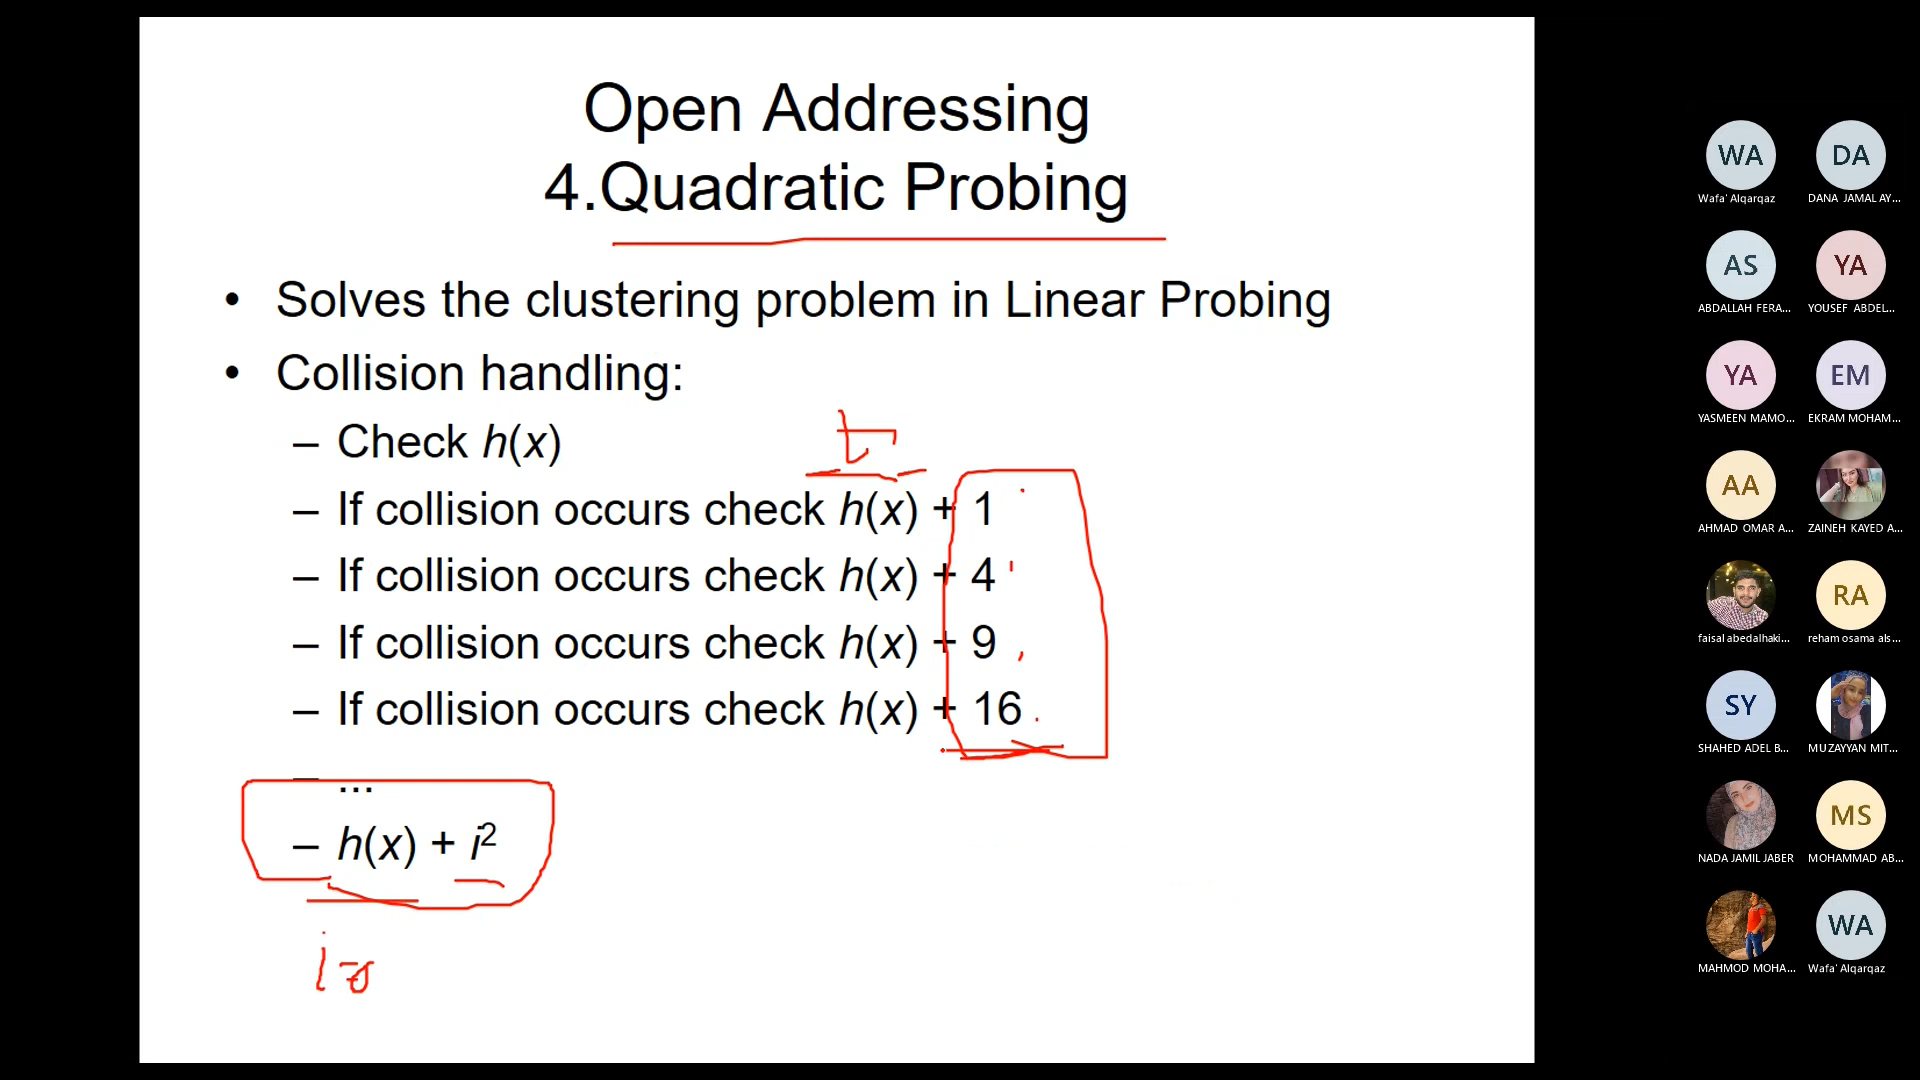 Open Addressing
4.Quadratic Probing
• Solves the clustering problem in Linear Probing
• Collision handling:
– Check h(x)
– If collision occurs check h(x) + 1
– If collision occurs check h(x) + 4
– If collision occurs check h(x) + 9
– If collision occurs check h(x) + 16
– ...
– h(x) + i²
WA
Wafa' Alqarqaz
DA
DANA JAMAL AY...
AS
ABDALLAH FERA...
YA
YOUSEF ABDEL...
YA
YASMEEN MAMO...
EM
EKRAM MOHAM...
AA
AHMAD OMAR A...
ZAINEH KAYED A...
faisal abedalhaki...
RA
reham osama als...
SY
SHAHED ADEL B...
MUZAYYAN MIT...
NADA JAMIL JABER
MS
MOHAMMAD AB...
MAHMOD MOHA...
WA
Wafa' Alqarqaz